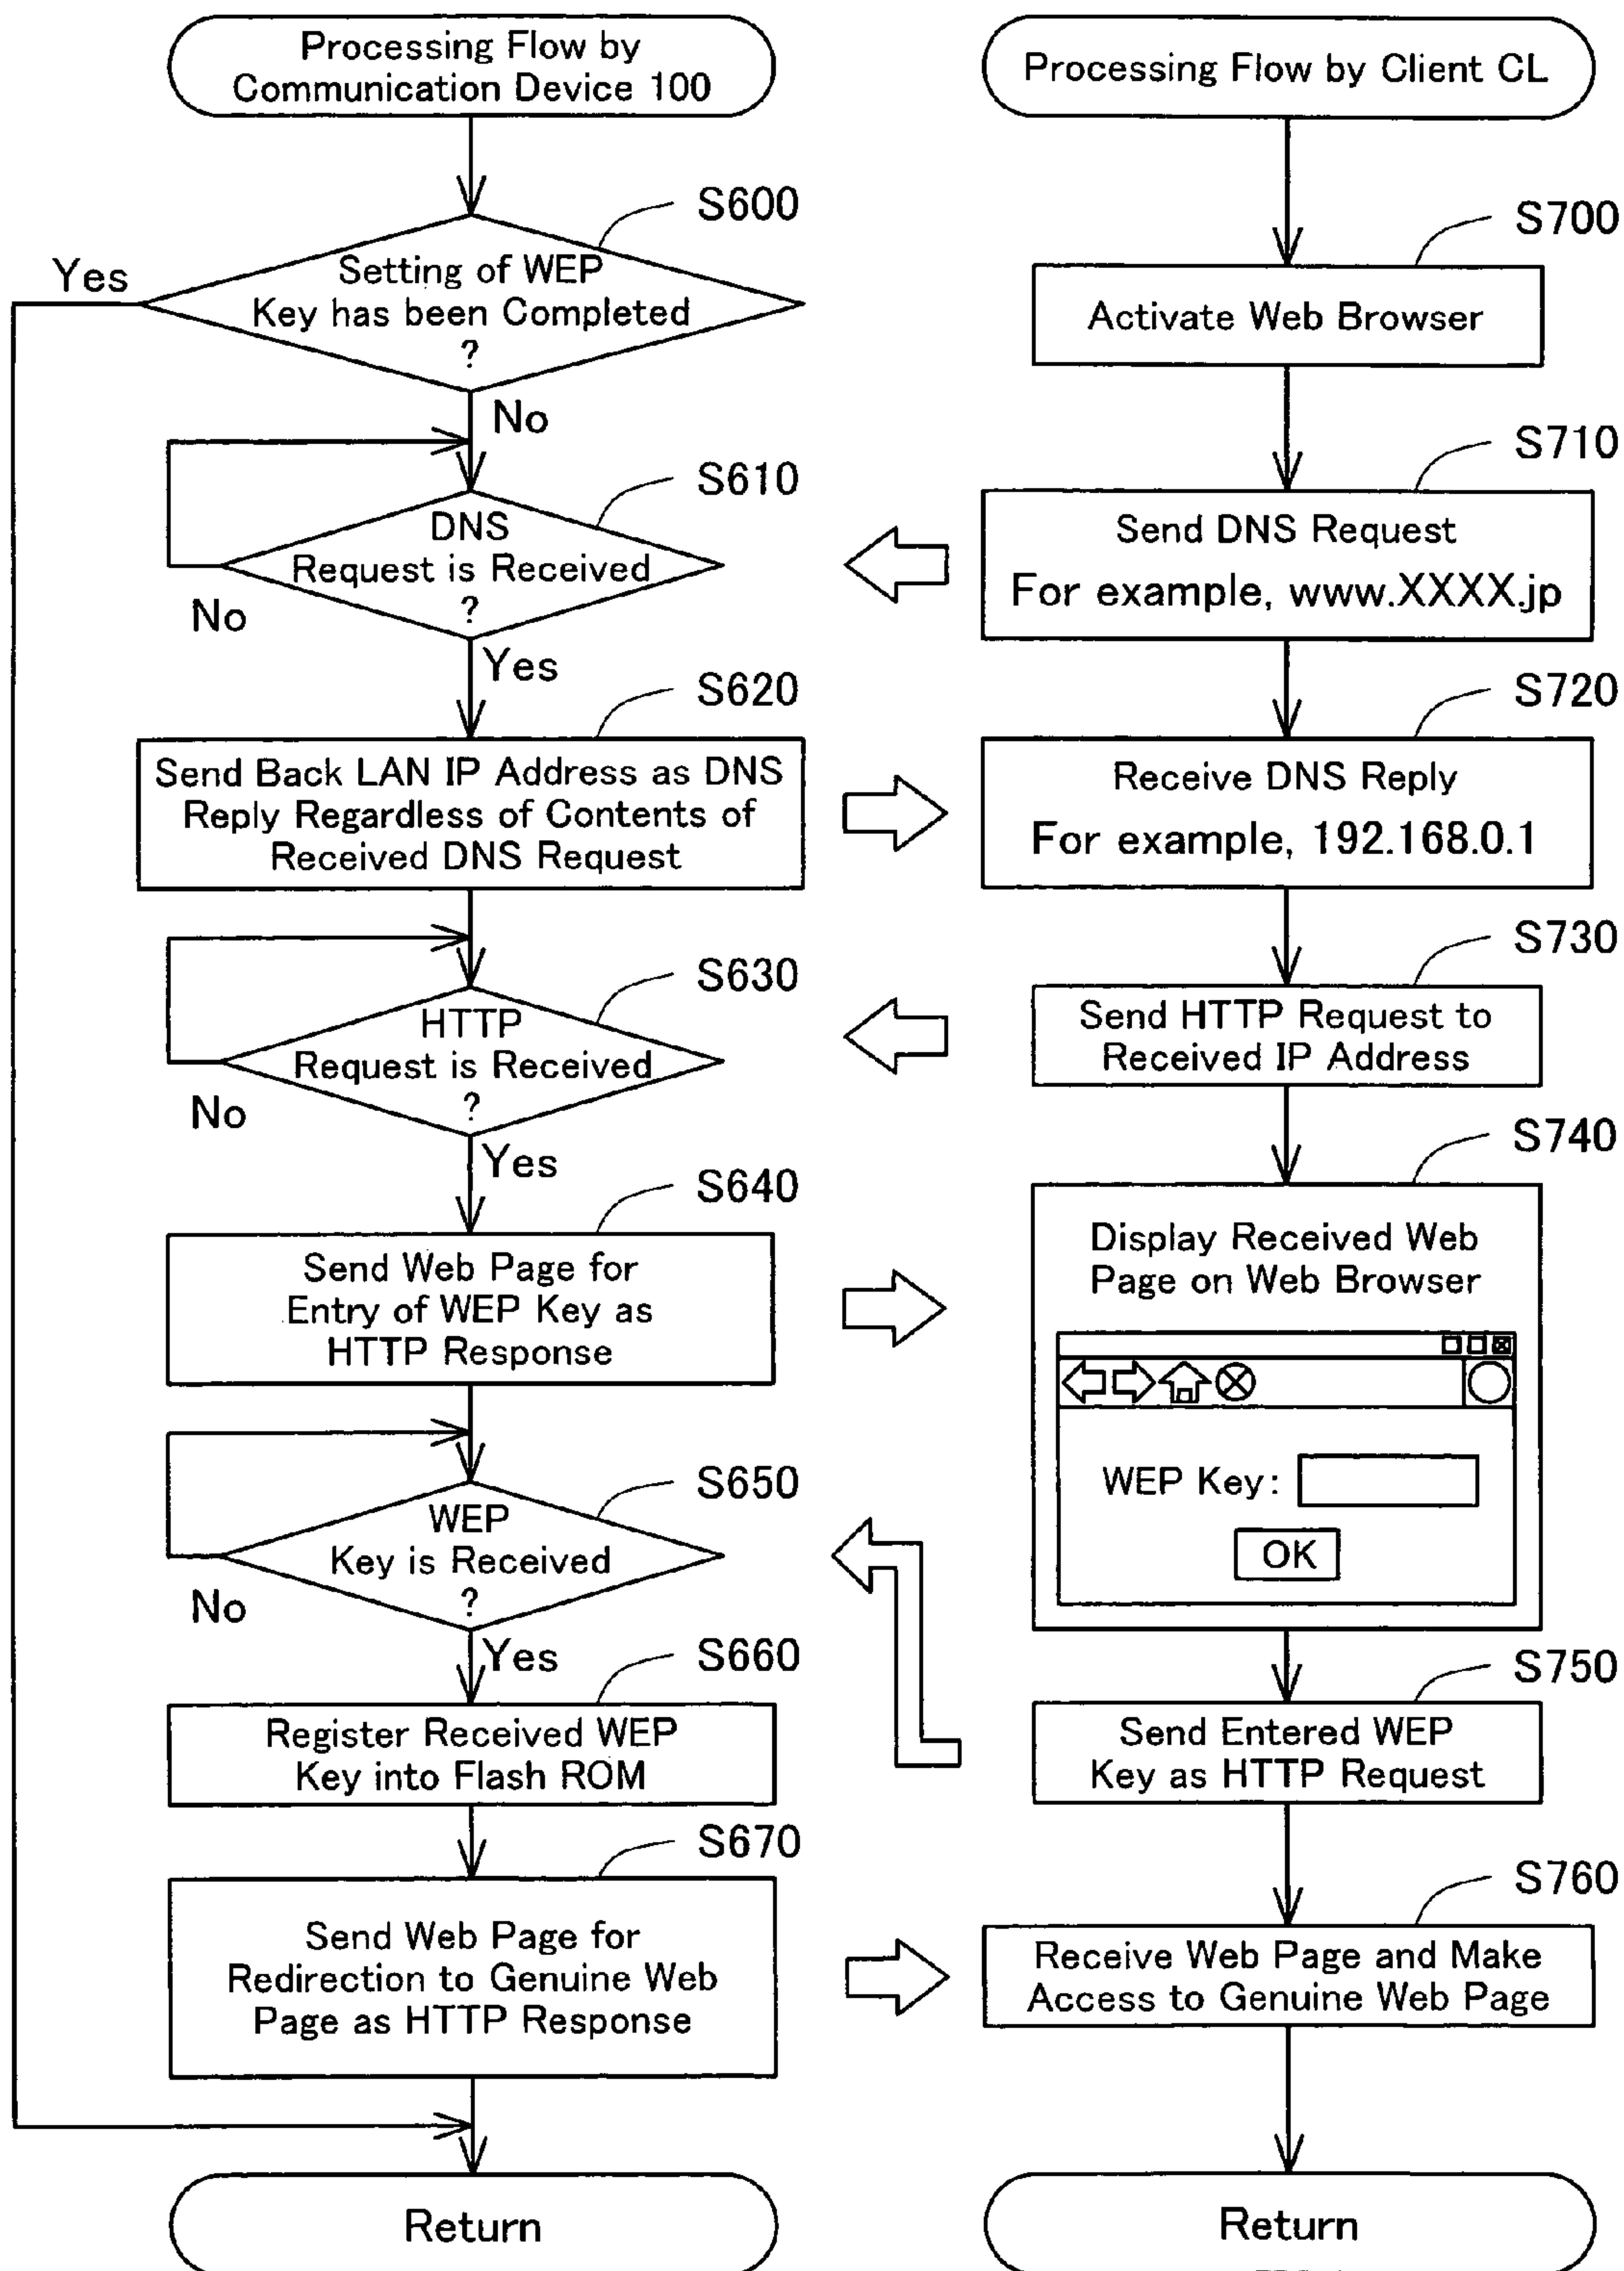 Processing Flow by
Communication Device 100
S600
Yes
Setting of WEP
Key has been Completed
?
No
S610
DNS
Request is Received
?
No
Yes
S620
Send Back LAN IP Address as DNS
Reply Regardless of Contents of
Received DNS Request
S630
HTTP
Request is Received
?
No
Yes
S640
Send Web Page for
Entry of WEP Key as
HTTP Response
S650
WEP
Key is Received
?
No
Yes
S660
Register Received WEP
Key into Flash ROM
S670
Send Web Page for
Redirection to Genuine Web
Page as HTTP Response
Return
Processing Flow by Client CL
S700
Activate Web Browser
S710
Send DNS Request
For example, www.XXXX.jp
S720
Receive DNS Reply
For example, 192.168.0.1
S730
Send HTTP Request to
Received IP Address
S740
Display Received Web
Page on Web Browser
WEP Key:
OK
S750
Send Entered WEP
Key as HTTP Request
S760
Receive Web Page and Make
Access to Genuine Web Page
Return